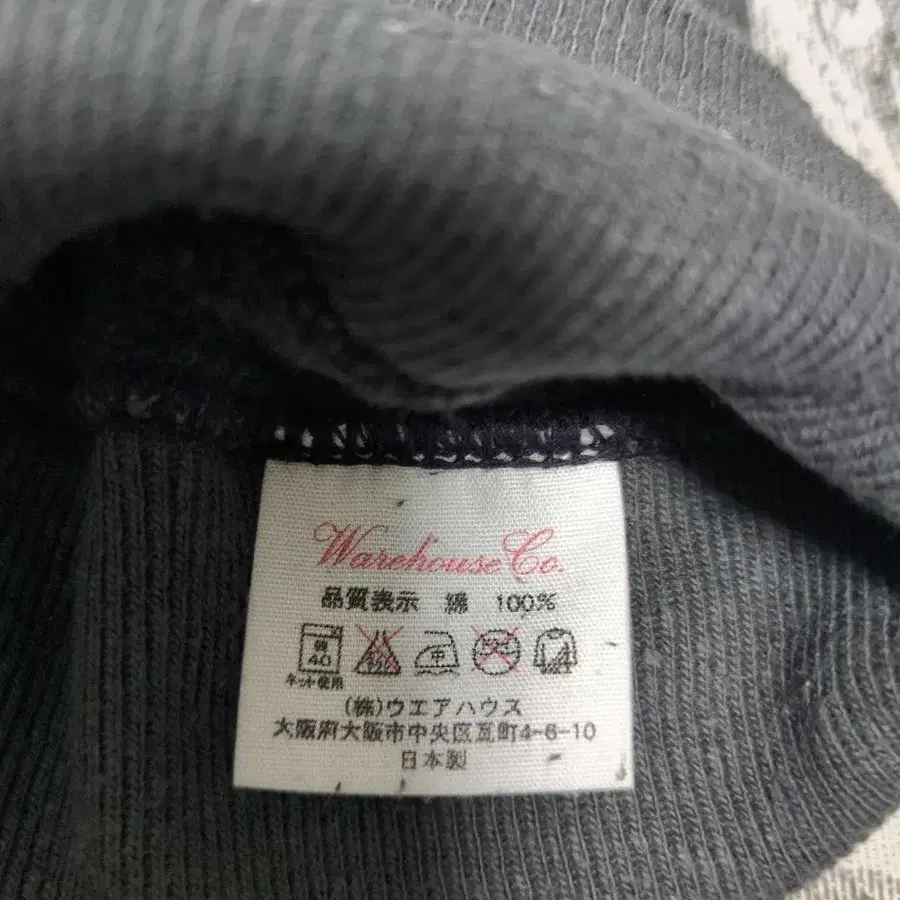 Warehouse Co.
品質表示 綿 100%
40 中
ネット使用
(株)ウエアハウス
大阪府大阪市中央区瓦町4-6-10
日本製